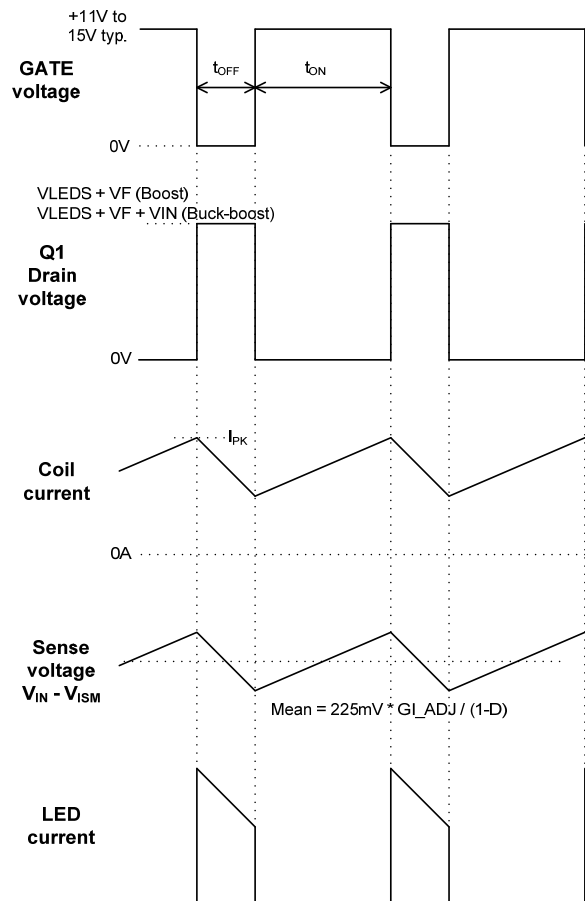 +11V to
15V typ.
GATE
voltage
tOFF
tON
0V
VLEDS + VF (Boost)
VLEDS + VF + VIN (Buck-boost)
Q1
Drain
voltage
0V
IPK
Coil
current
0A
Sense
voltage
VIN - VISM
Mean = 225mV * GI_ADJ / (1-D)
LED
current